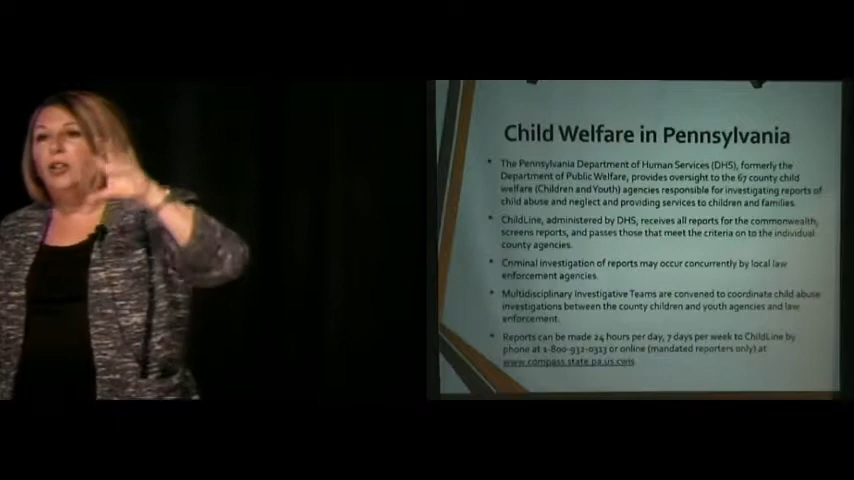 Child Welfare in Pennsylvania
• The Pennsylvania Department of Human Services (DHS), formerly the
Department of Public Welfare, provides oversight to the 67 county child
welfare (Children and Youth) agencies responsible for investigating reports of
child abuse and neglect and providing services to children and families.
• ChildLine, administered by DHS, receives all reports for the commonwealth,
screens reports, and passes those that meet the criteria on to the individual
county agencies.
• Criminal investigation of reports may occur concurrently by local law
enforcement agencies.
• Multidisciplinary Investigative Teams are convened to coordinate child abuse
investigations between the county children and youth agencies and law
enforcement.
• Reports can be made 24 hours per day, 7 days per week to ChildLine by
phone at 1-800-932-0313 or online (mandated reporters only) at
www.compass.state.pa.us.cwis